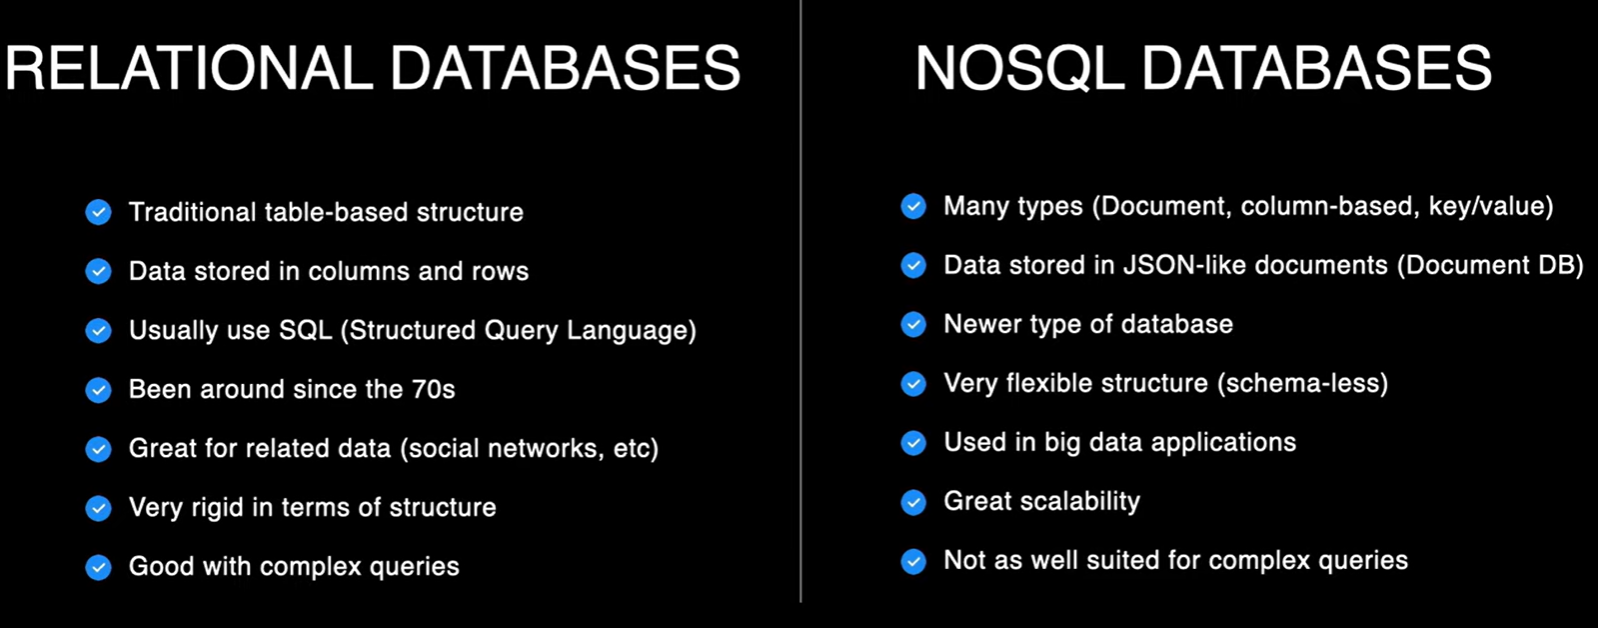 RELATIONAL DATABASES
Traditional table-based structure
Data stored in columns and rows
Usually use SQL (Structured Query Language)
Been around since the 70s
Great for related data (social networks, etc)
Very rigid in terms of structure
Good with complex queries
NOSQL DATABASES
Many types (Document, column-based, key/value)
Data stored in JSON-like documents (Document DB)
Newer type of database
Very flexible structure (schema-less)
Used in big data applications
Great scalability
Not as well suited for complex queries